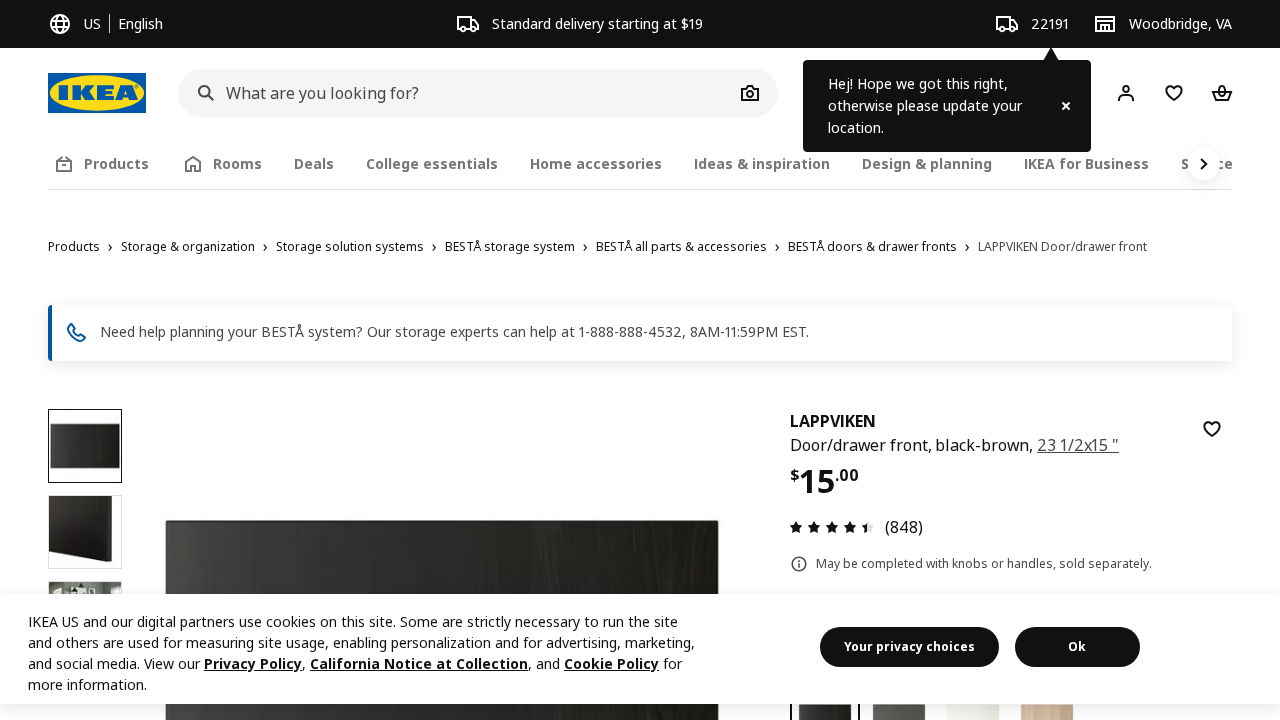 US English
Standard delivery starting at $19
22191
Woodbridge, VA
IKEA
What are you looking for?
Hej! Hope we got this right,
otherwise please update your
location.
Products
Rooms
Deals
College essentials
Home accessories
Ideas & inspiration
Design & planning
IKEA for Business
Products › Storage & organization › Storage solution systems › BESTÅ storage system › BESTÅ all parts & accessories › BESTÅ doors & drawer fronts › LAPPVIKEN Door/drawer front
Need help planning your BESTÅ system? Our storage experts can help at 1-888-888-4532, 8AM-11:59PM EST.
LAPPVIKEN
Door/drawer front, black-brown, 23 1/2x15 "
$15.00
(848)
May be completed with knobs or handles, sold separately.
IKEA US and our digital partners use cookies on this site. Some are strictly necessary to run the site
and others are used for measuring site usage, enabling personalization and for advertising, marketing,
and social media. View our Privacy Policy, California Notice at Collection, and Cookie Policy for
more information.
Your privacy choices
Ok